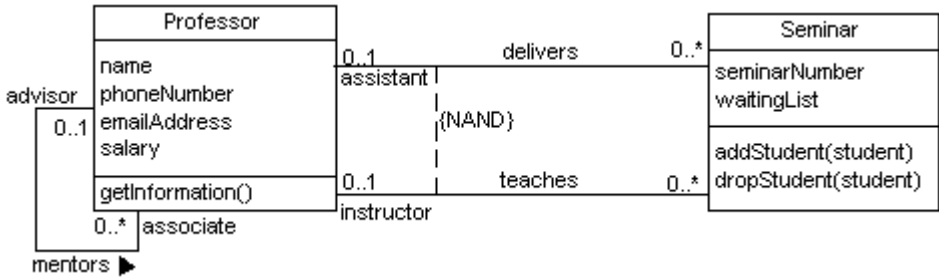 Professor
name
phoneNumber
emailAddress
salary
getInformation()
advisor
0..1
0..* associate
mentors
0..1 delivers 0..*
assistant
{NAND}
0..1 teaches 0..*
instructor
Seminar
seminarNumber
waitingList
addStudent(student)
dropStudent(student)